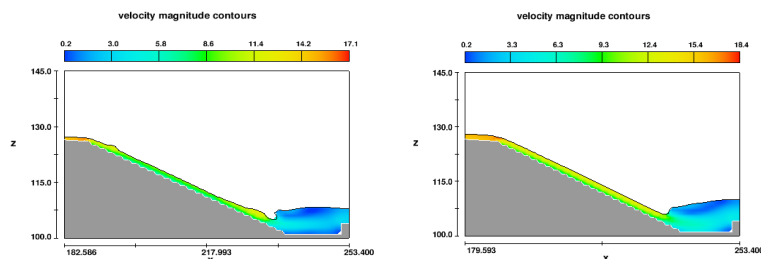 velocity magnitude contours
0.2 3.0 5.8 8.6 11.4 14.2 17.1
145.0
130.0
z
115.0
100.0
182.586 217.993 253.400
velocity magnitude contours
0.2 3.3 6.3 9.3 12.4 15.4 18.4
145.0
130.0
z
115.0
100.0
179.593 253.400
x